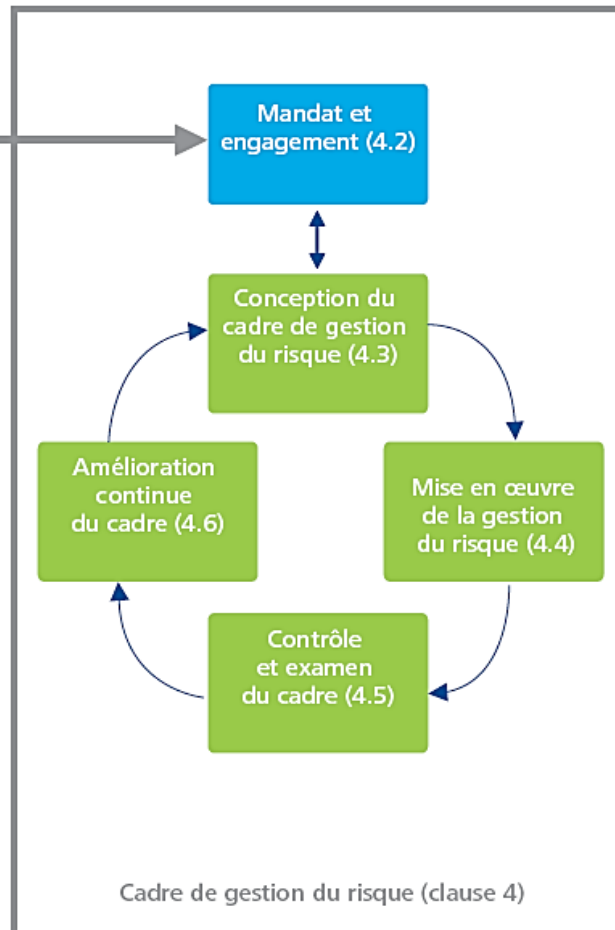 Mandat et
engagement (4.2)
Conception du
cadre de gestion
du risque (4.3)
Amélioration
continue
du cadre (4.6)
Mise en œuvre
de la gestion
du risque (4.4)
Contrôle
et examen
du cadre (4.5)
Cadre de gestion du risque (clause 4)